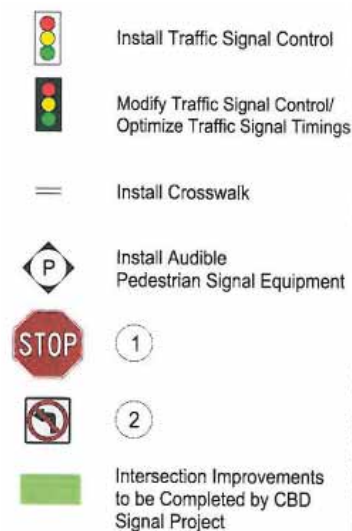 Install Traffic Signal Control
Modify Traffic Signal Control/
Optimize Traffic Signal Timings
Install Crosswalk
P
Install Audible
Pedestrian Signal Equipment
STOP
1
2
Intersection Improvements
to be Completed by CBD
Signal Project